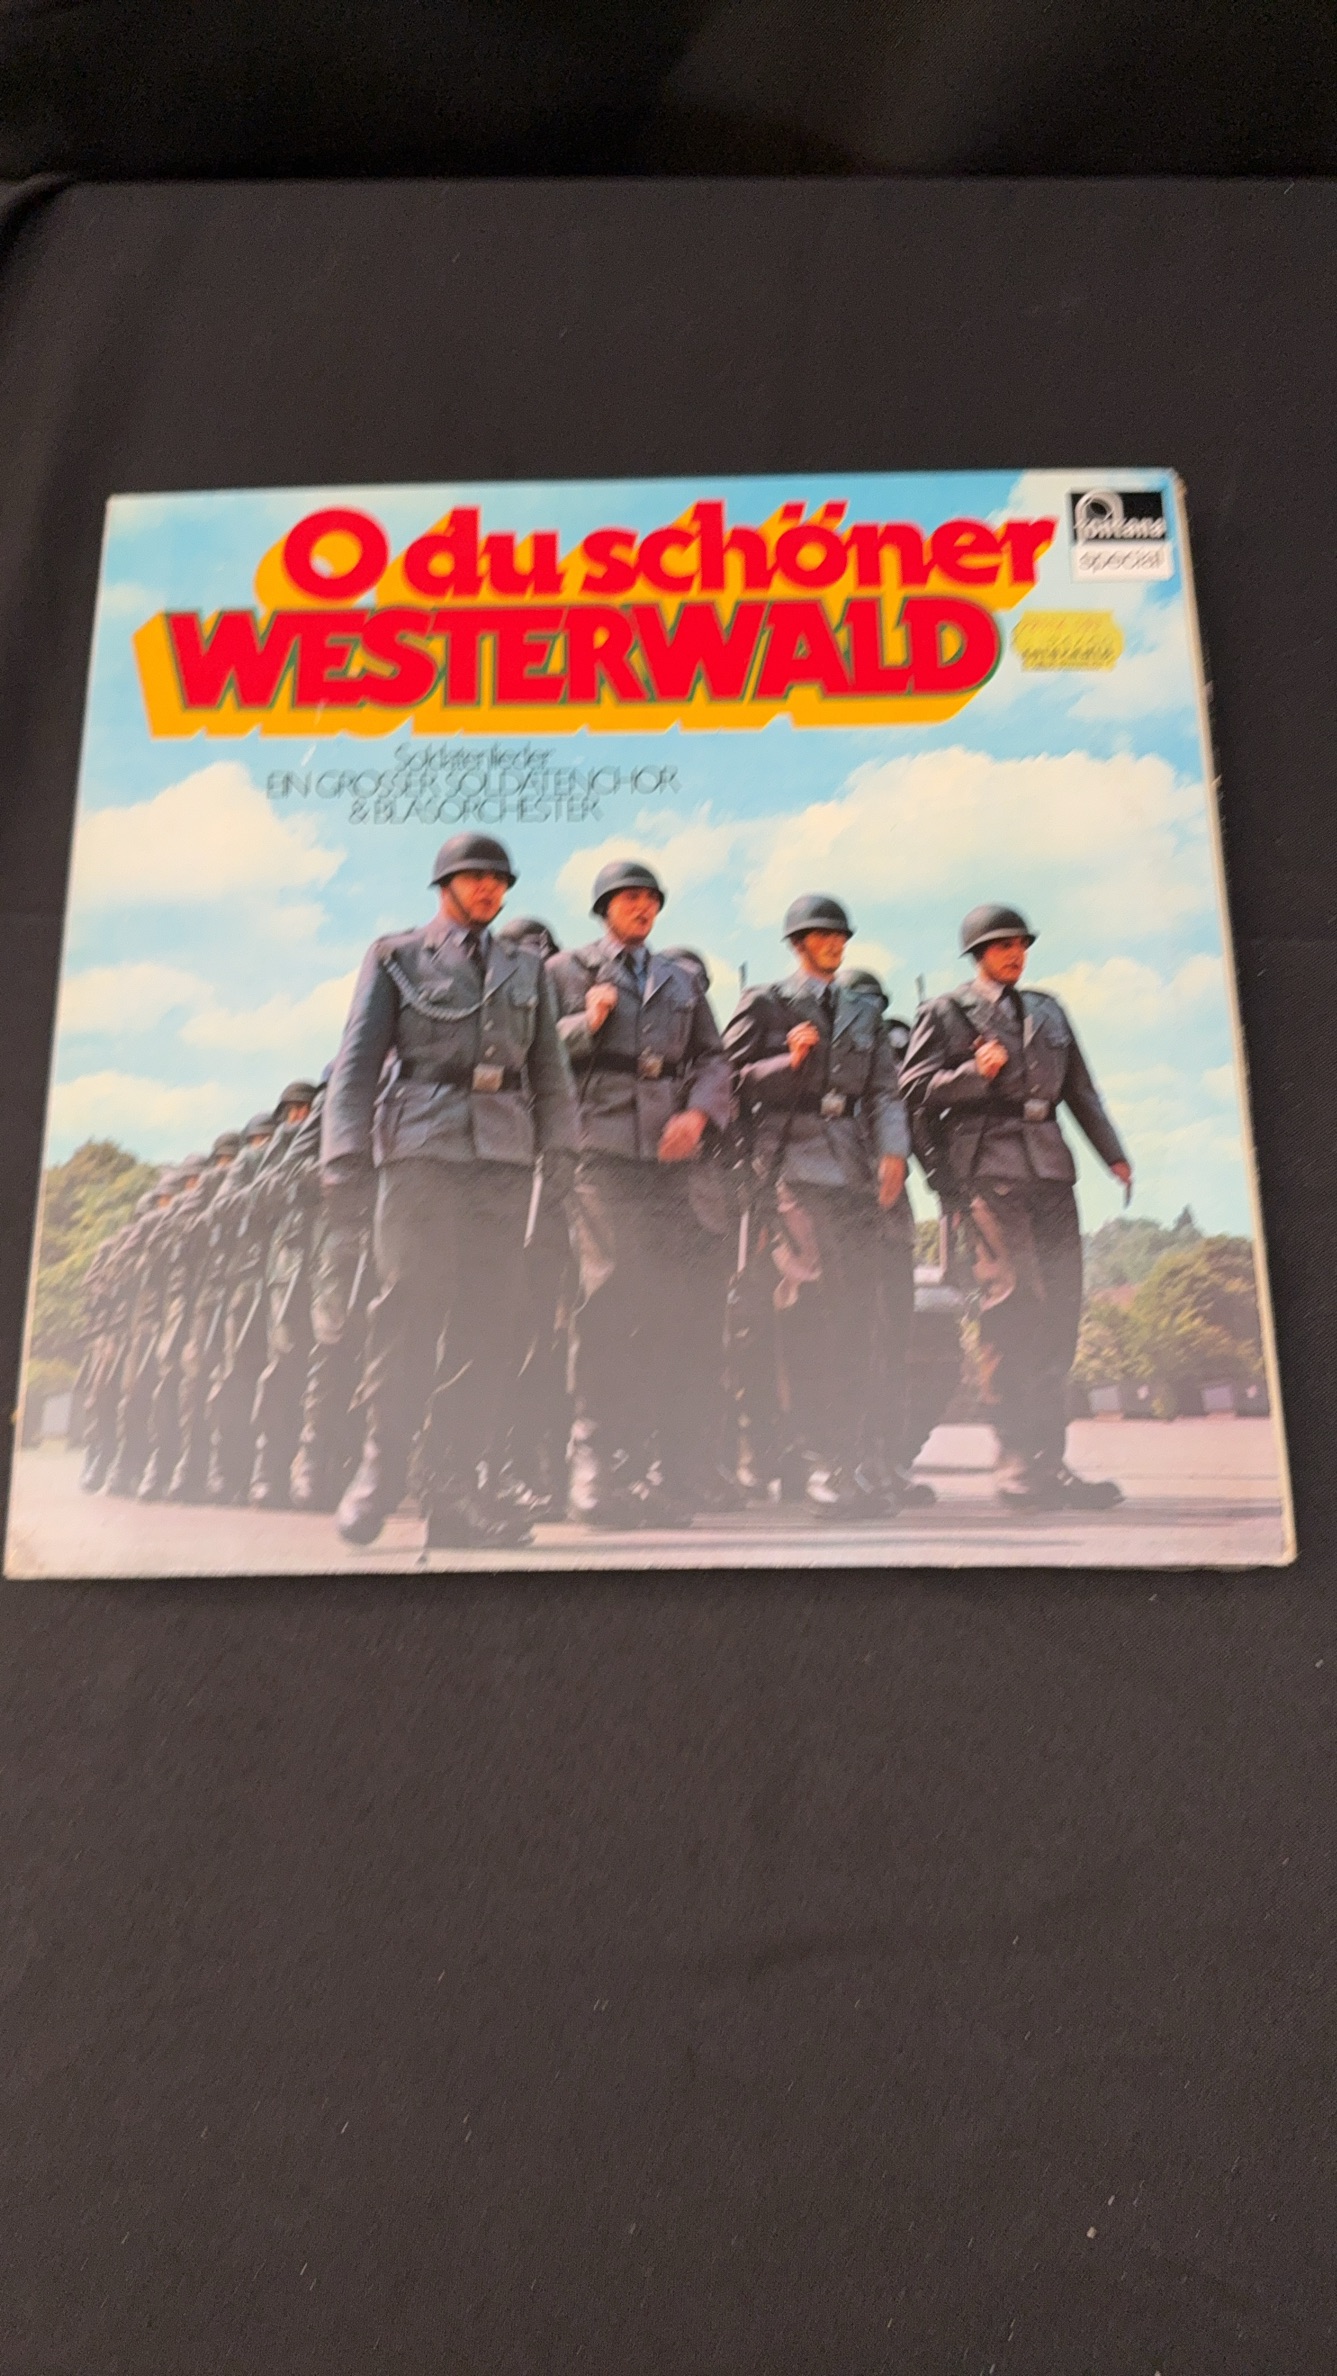 O du schöner
fontana
special
WESTERWALD
Soldatenlieder
EIN GROSSER SOLDATENCHOR
& BLASORCHESTER